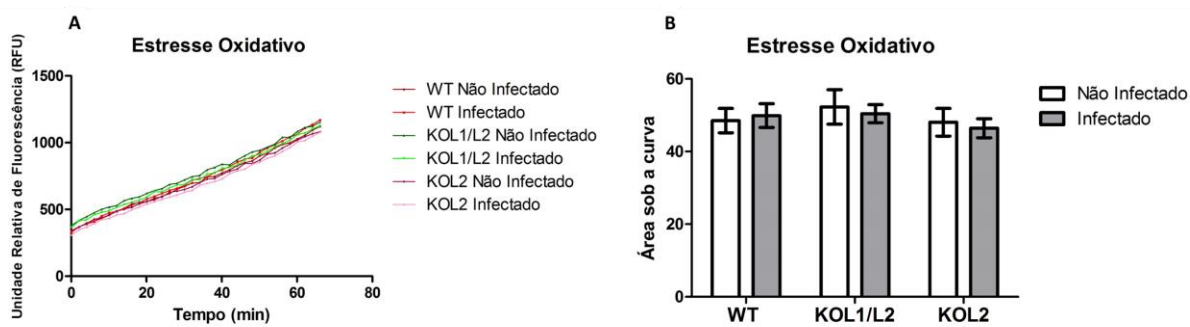 A
Estresse Oxidativo
Unidade Relativa de Fluorescência (RFU)
1500
1000
500
0
0 20 40 60 80
Tempo (min)
WT Não Infectado
WT Infectado
KOL1/L2 Não Infectado
KOL1/L2 Infectado
KOL2 Não Infectado
KOL2 Infectado
B
Estresse Oxidativo
Área sob a curva
60
40
20
0
WT KOL1/L2 KOL2
Não Infectado
Infectado